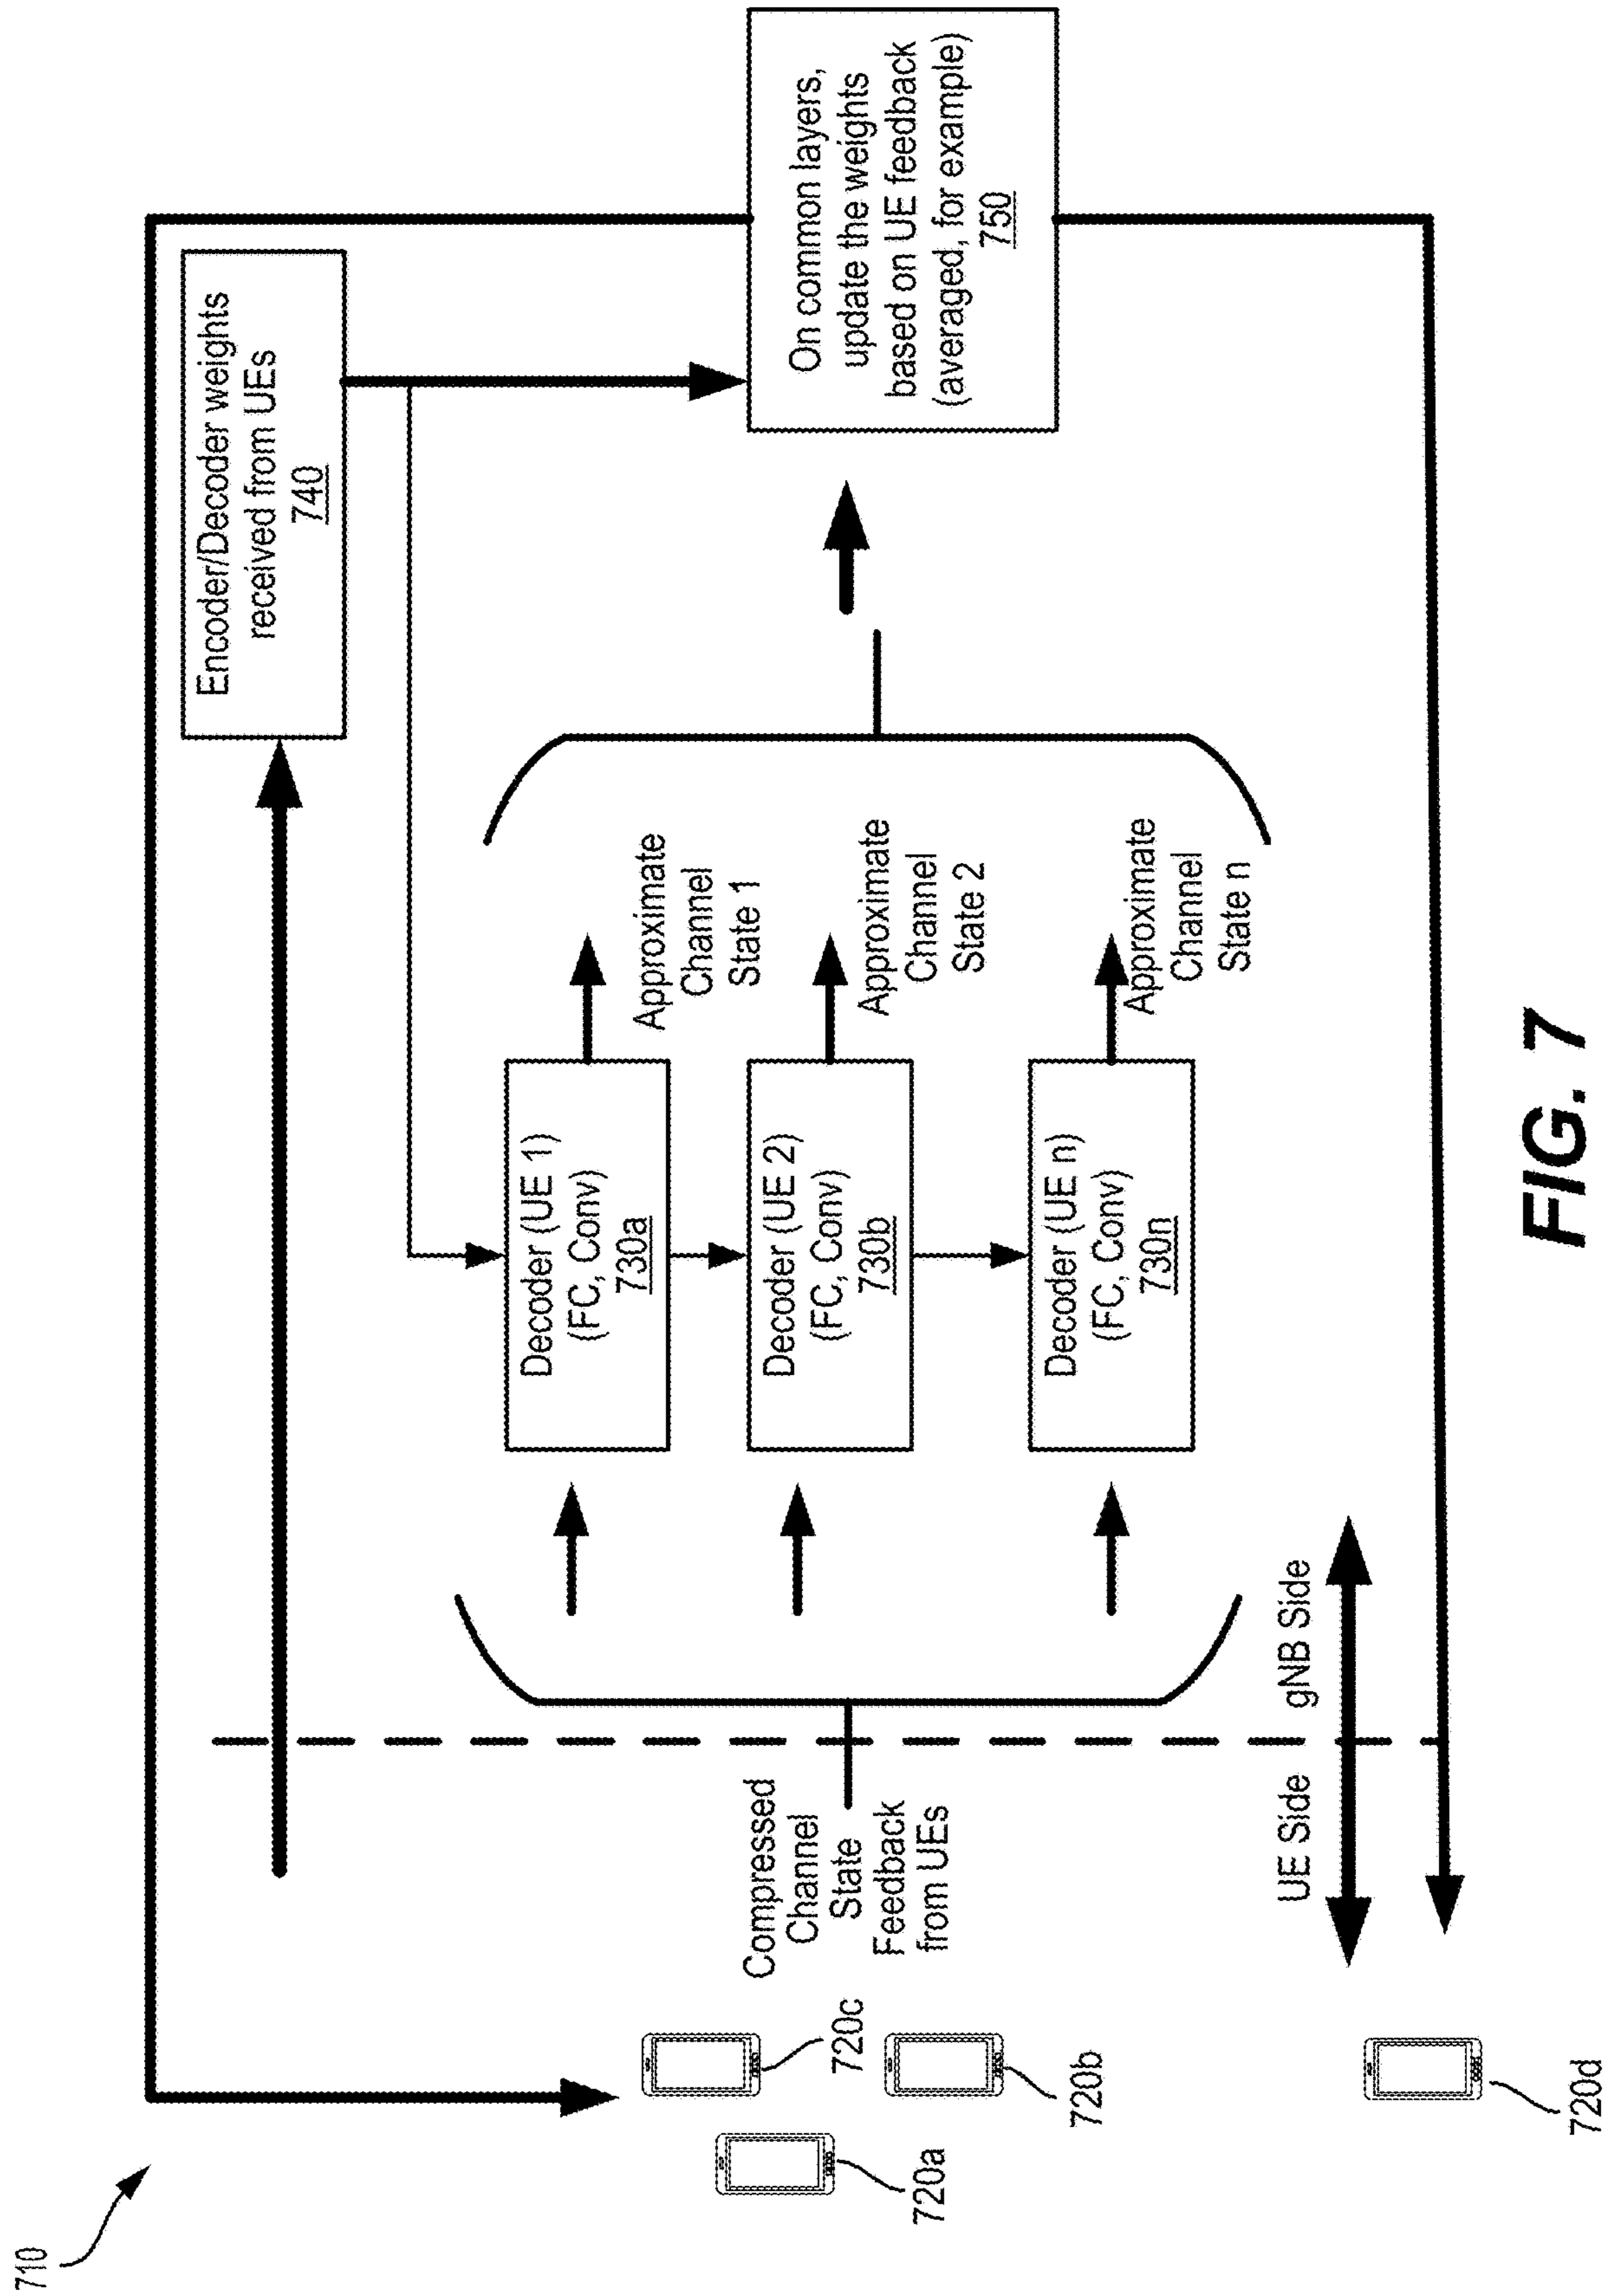 710
Encoder/Decoder weights
received from UEs
740
On common layers,
update the weights
based on UE feedback
(averaged, for example)
750
Decoder (UE 1)
(FC, Conv)
730a
Approximate
Channel
State 1
Decoder (UE 2)
(FC, Conv)
730b
Approximate
Channel
State 2
Decoder (UE n)
(FC, Conv)
730n
Approximate
Channel
State n
Compressed
Channel
State
Feedback
from UEs
720c
720a
720b
UE Side
gNB Side
720d
FIG. 7